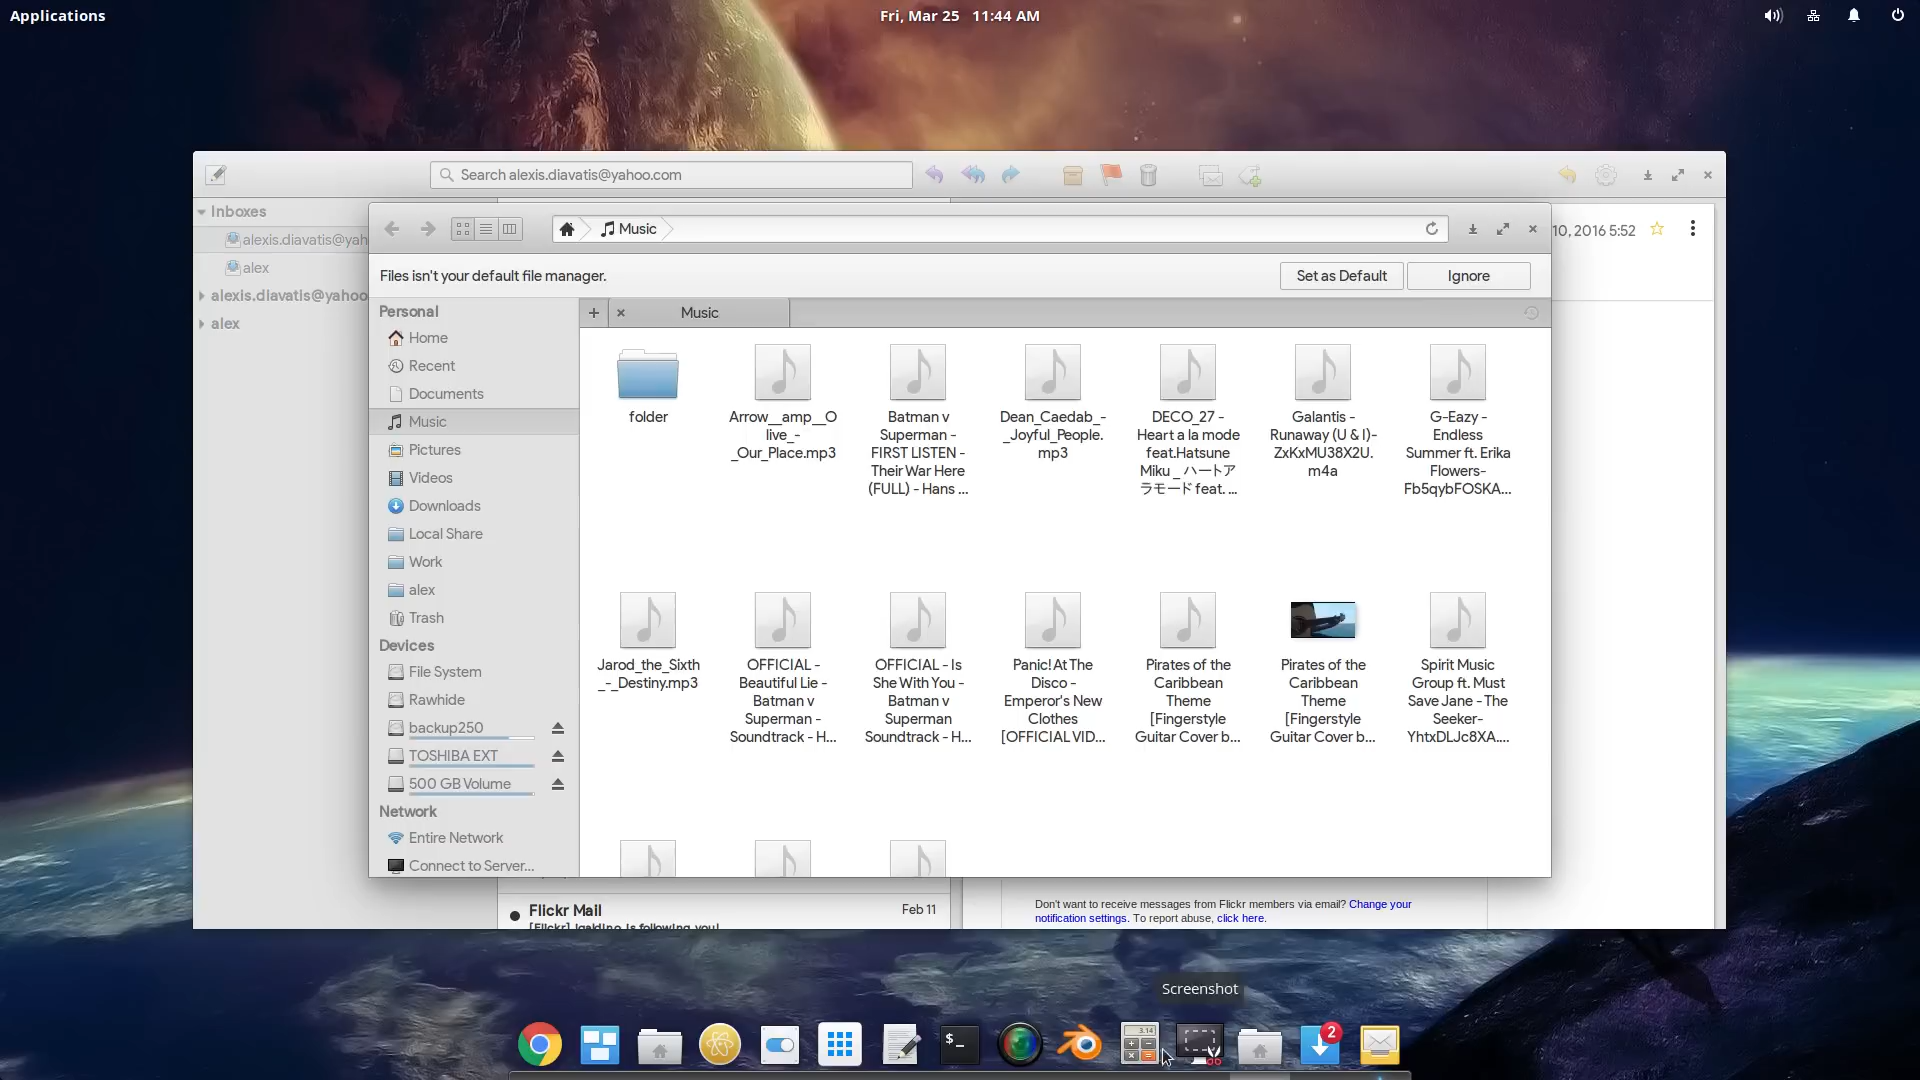 Applications
Fri, Mar 25 11:44 AM
Search alexis.diavatis@yahoo.com
Inboxes
alexis.diavatis@yah
alex
alexis.diavatis@yahoo
alex
10, 2016 5:52
Music
Files isn't your default file manager.
Set as Default
Ignore
Personal
Home
Recent
Documents
Music
Pictures
Videos
Downloads
Local Share
Work
alex
Trash
Devices
File System
Rawhide
backup250
TOSHIBA EXT
500 GB Volume
Network
Entire Network
Connect to Server...
+
Music
folder
Arrow__amp__O
live_-
_Our_Place.mp3
Batman v
Superman -
FIRST LISTEN -
Their War Here
(FULL) - Hans ...
Dean_Caedab_-
_Joyful_People.
mp3
DECO_27 -
Heart a la mode
feat.Hatsune
Miku _ ハートア
ラモード feat. ...
Galantis -
Runaway (U & I)-
ZxKxMU38X2U.
m4a
G-Eazy -
Endless
Summer ft. Erika
Flowers-
Fb5qybFOSKA...
Jarod_the_Sixth
_-_Destiny.mp3
OFFICIAL -
Beautiful Lie -
Batman v
Superman -
Soundtrack - H...
OFFICIAL - Is
She With You -
Batman v
Superman
Soundtrack - H...
Panic! At The
Disco -
Emperor's New
Clothes
[OFFICIAL VID...
Pirates of the
Caribbean
Theme
[Fingerstyle
Guitar Cover b...
Pirates of the
Caribbean
Theme
[Fingerstyle
Guitar Cover b...
Spirit Music
Group ft. Must
Save Jane - The
Seeker-
YhtxDLJc8XA....
Flickr Mail
Feb 11
Don't want to receive messages from Flickr members via email? Change your
notification settings. To report abuse, click here.
Screenshot
$_
3.14
2